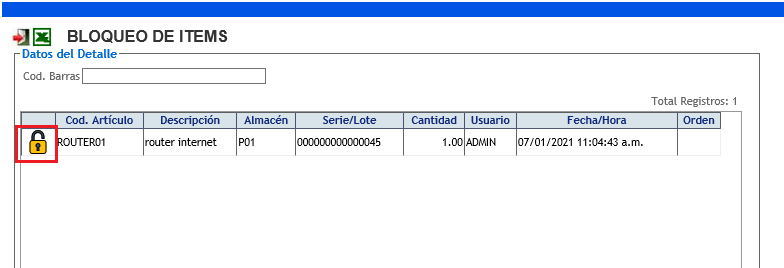 BLOQUEO DE ITEMS
Datos del Detalle
Cod. Barras
Total Registros: 1
Cod. Artículo Descripción Almacén Serie/Lote Cantidad Usuario Fecha/Hora Orden
ROUTER01 router internet P01 000000000000045 1.00 ADMIN 07/01/2021 11:04:43 a.m.